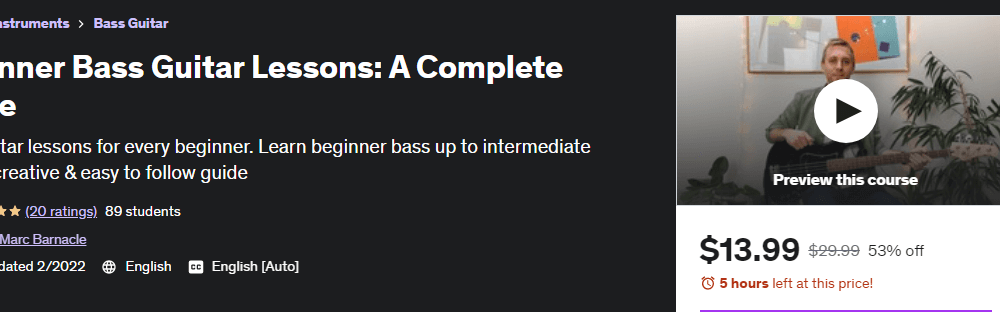 nstruments > Bass Guitar
nner Bass Guitar Lessons: A Complete
e
tar lessons for every beginner. Learn beginner bass up to intermediate
creative & easy to follow guide
(20 ratings) 89 students
Marc Barnacle
dated 2/2022 English CC English [Auto]
Preview this course
$13.99 $29.99 53% off
5 hours left at this price!